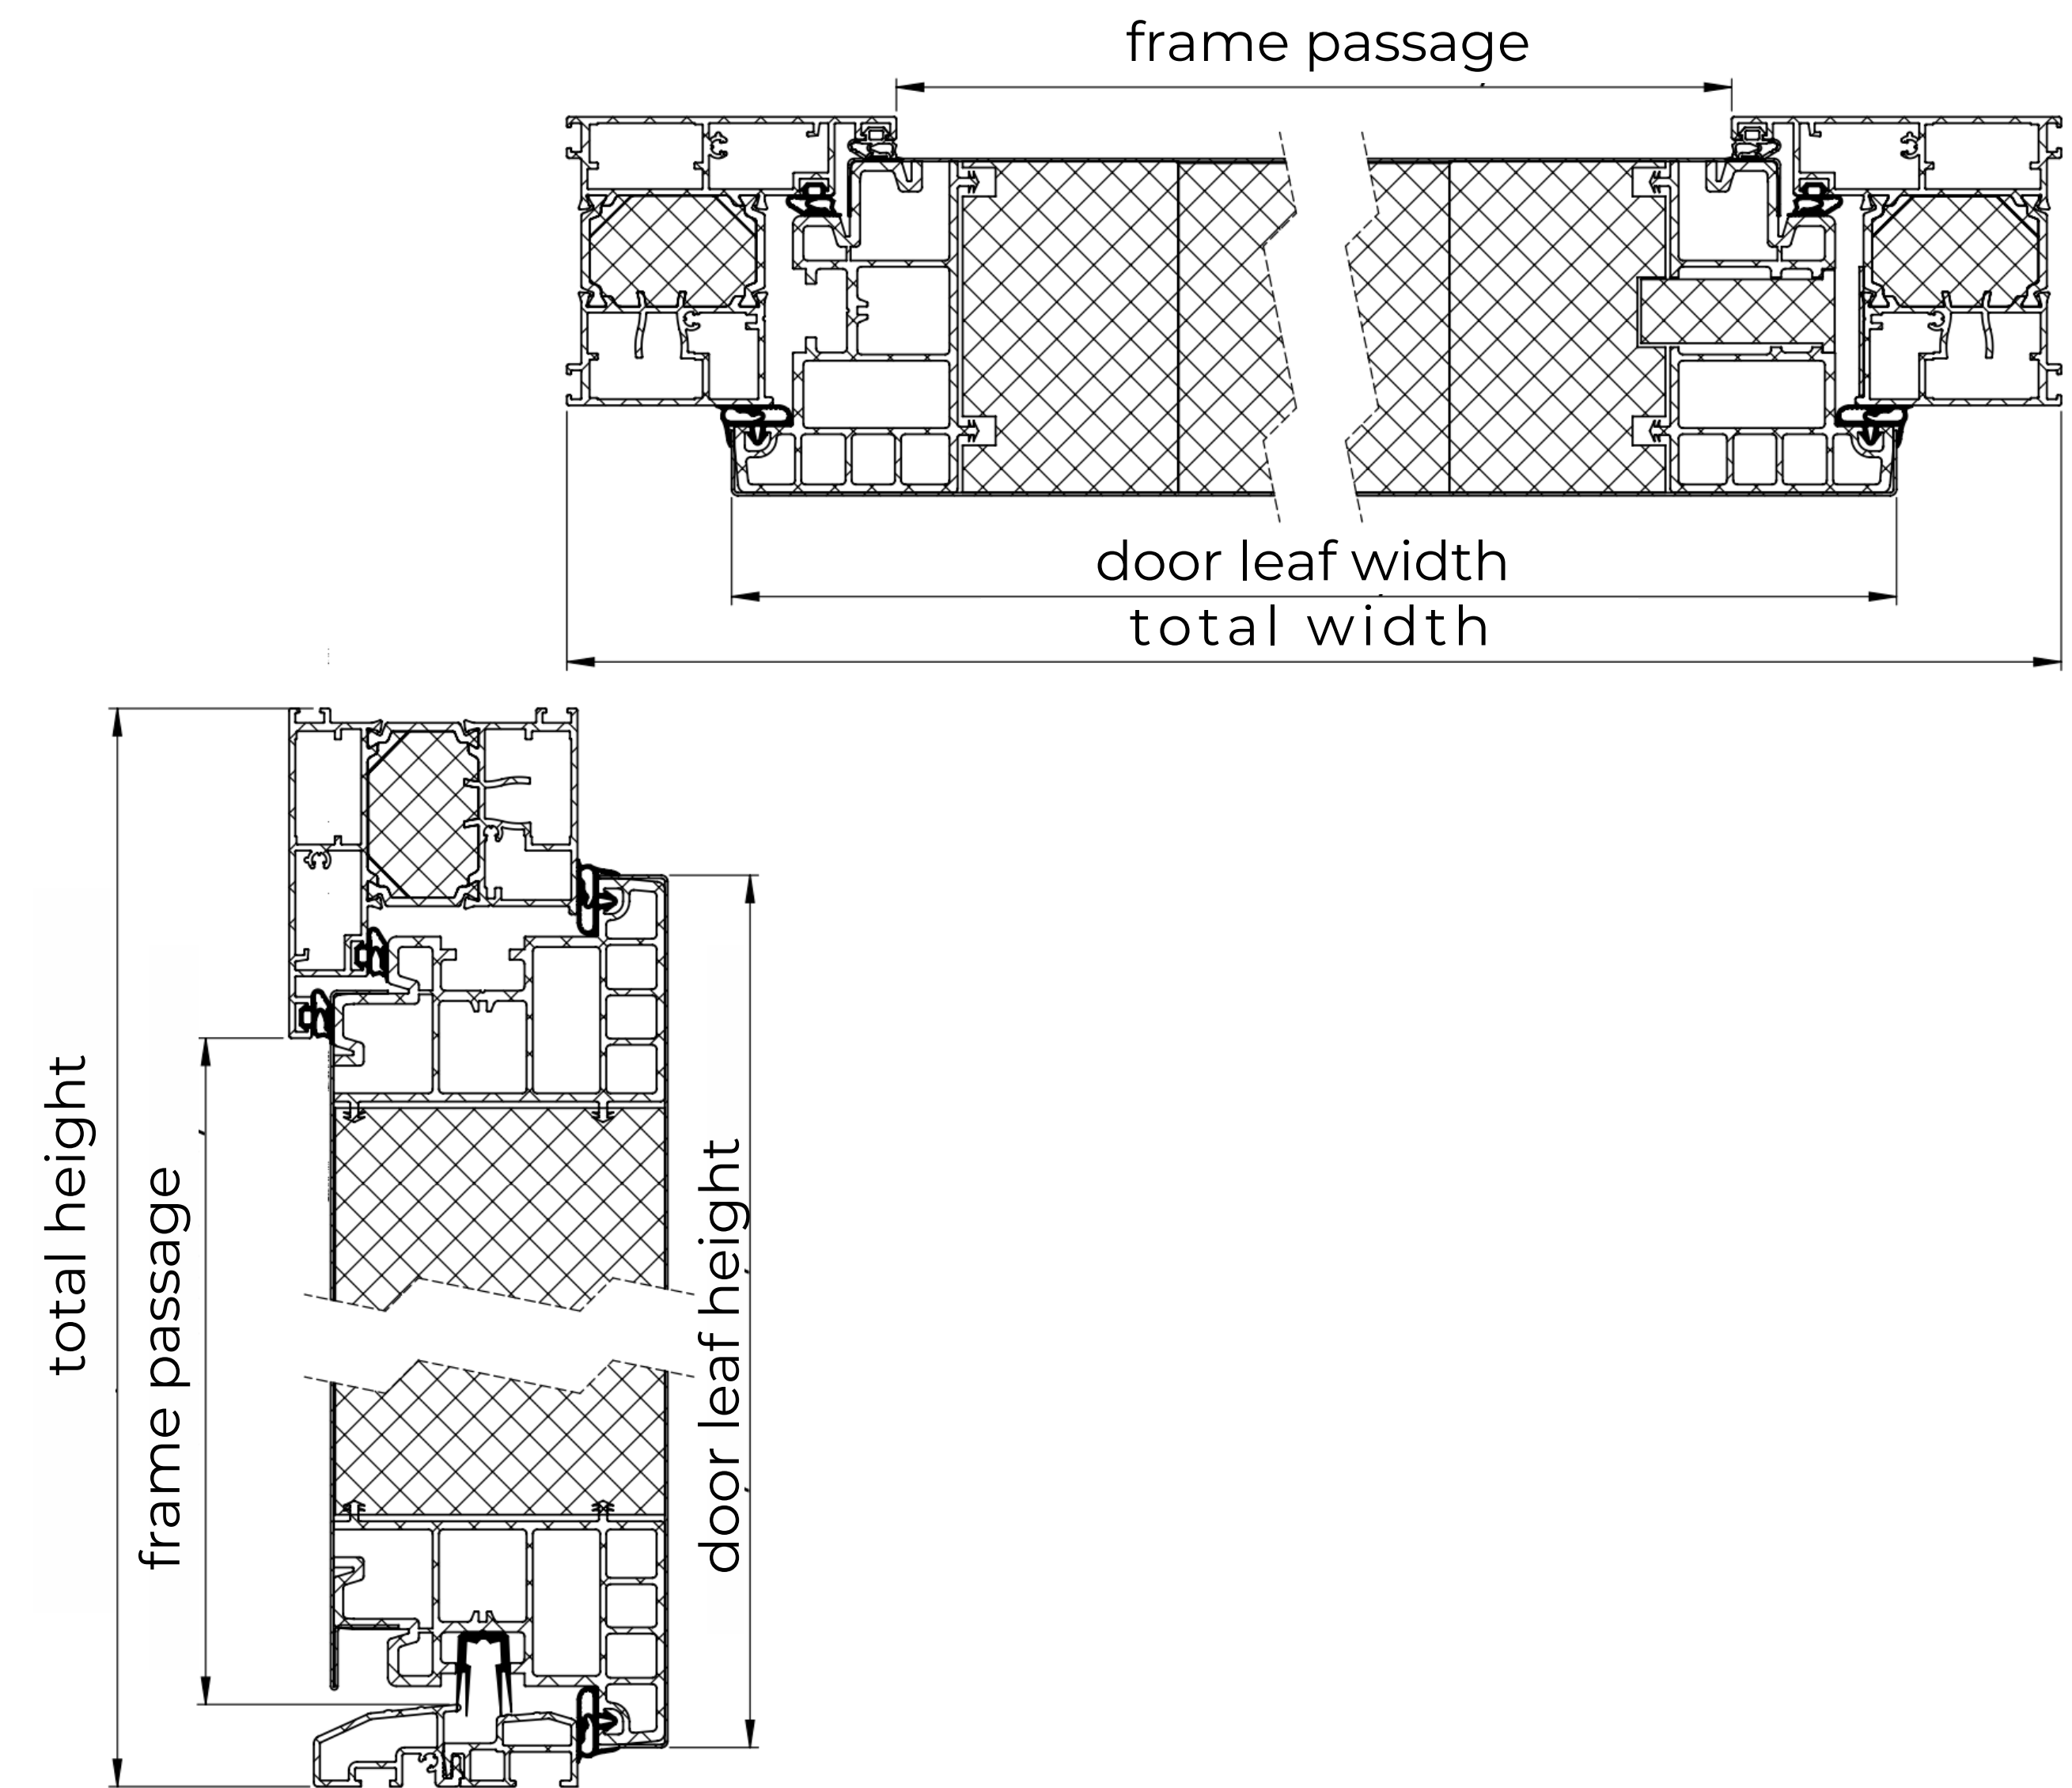 frame passage
door leaf width
total width
total height
frame passage
door leaf height